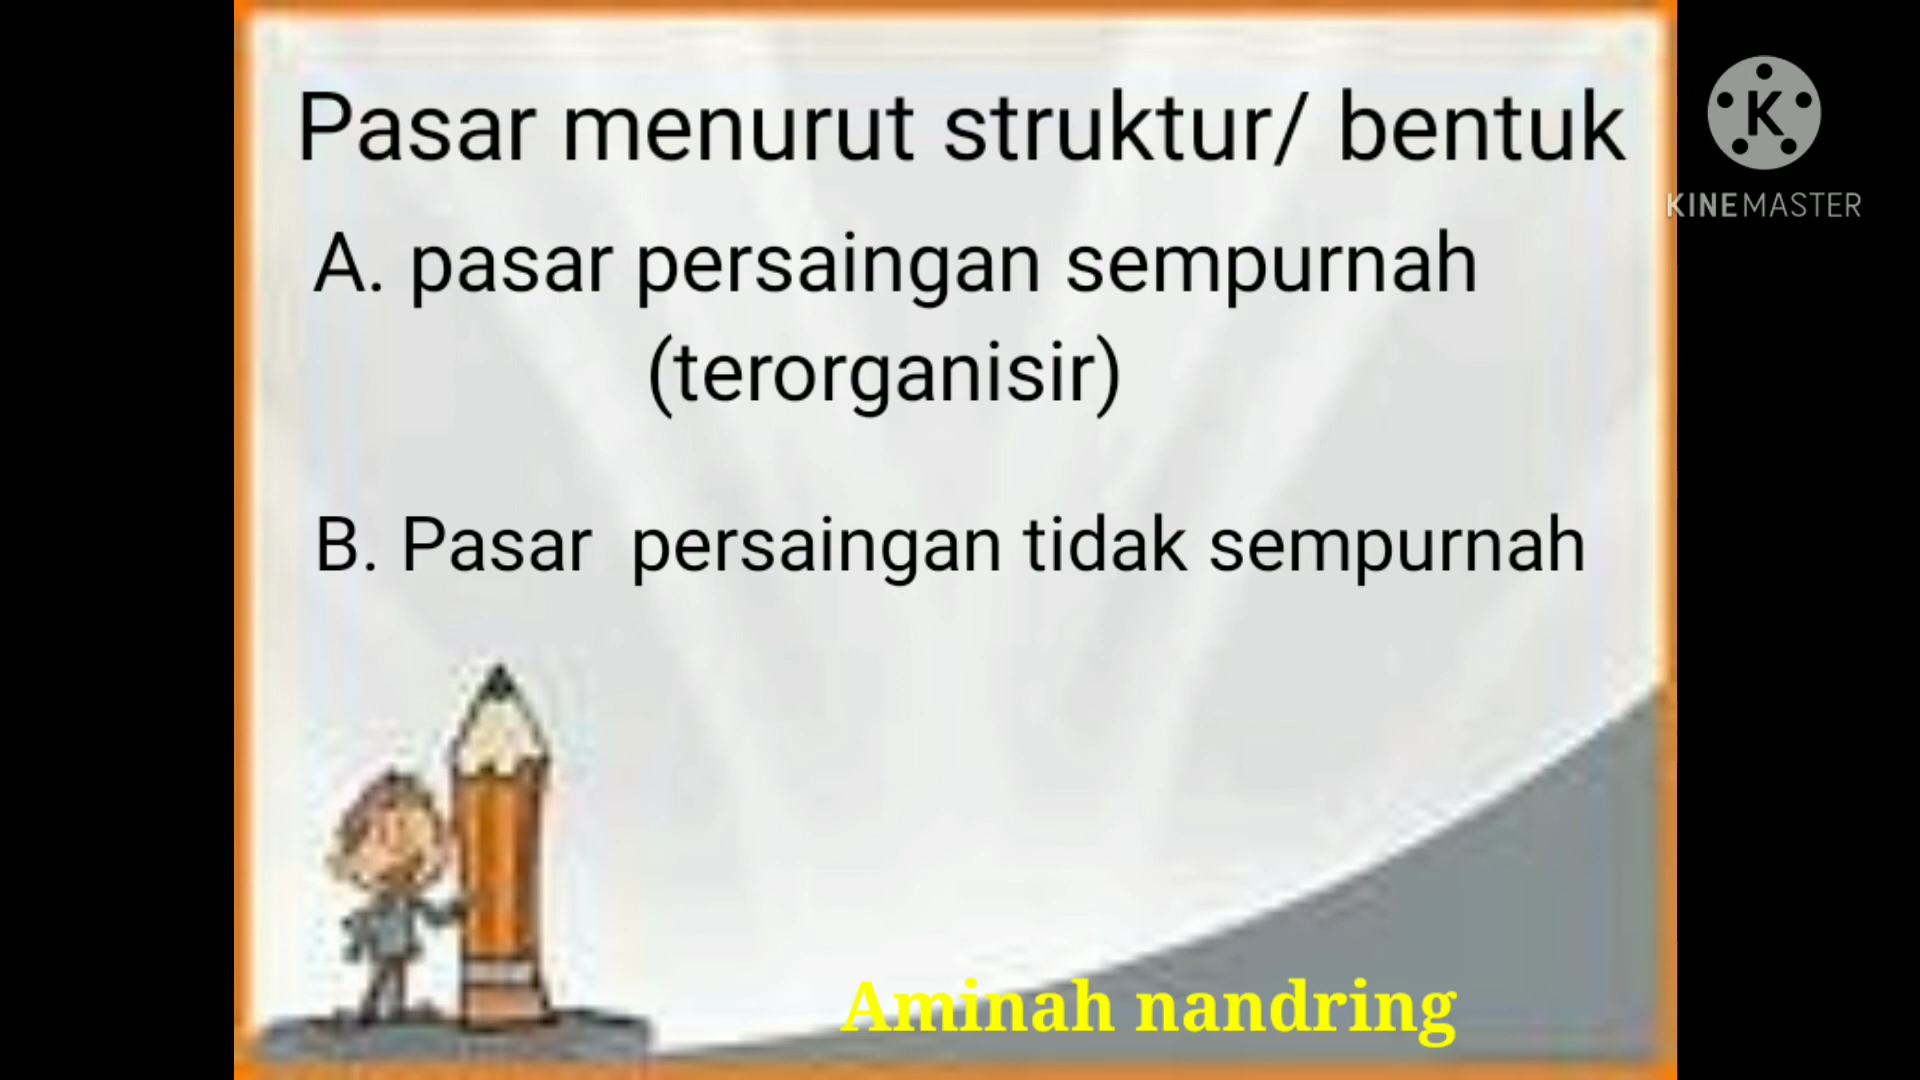 Pasar menurut struktur/ bentuk
A. pasar persaingan sempurnah
(terorganisir)
B. Pasar persaingan tidak sempurnah
Aminah nandring
K
KINEMASTER